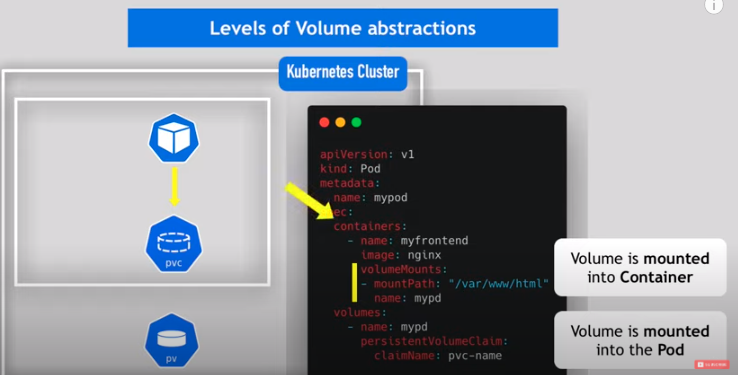 Levels of Volume abstractions
Kubernetes Cluster
pvc
pv
apiVersion: v1
kind: Pod
metadata:
name: mypod
ec:
containers:
- name: myfrontend
image: nginx
volumeMounts:
- mountPath: "/var/www/html"
name: mypd
volumes:
- name: mypd
persistentVolumeClaim:
claimName: pvc-name
Volume is mounted
into Container
Volume is mounted
into the Pod